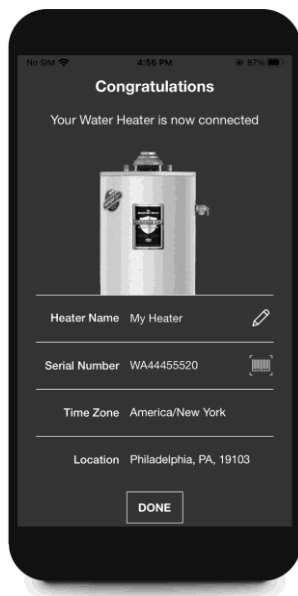 No SIM 4:56 PM 87%
Congratulations
Your Water Heater is now connected
Heater Name My Heater
Serial Number WA44455520
Time Zone America/New York
Location Philadelphia, PA, 19103
DONE